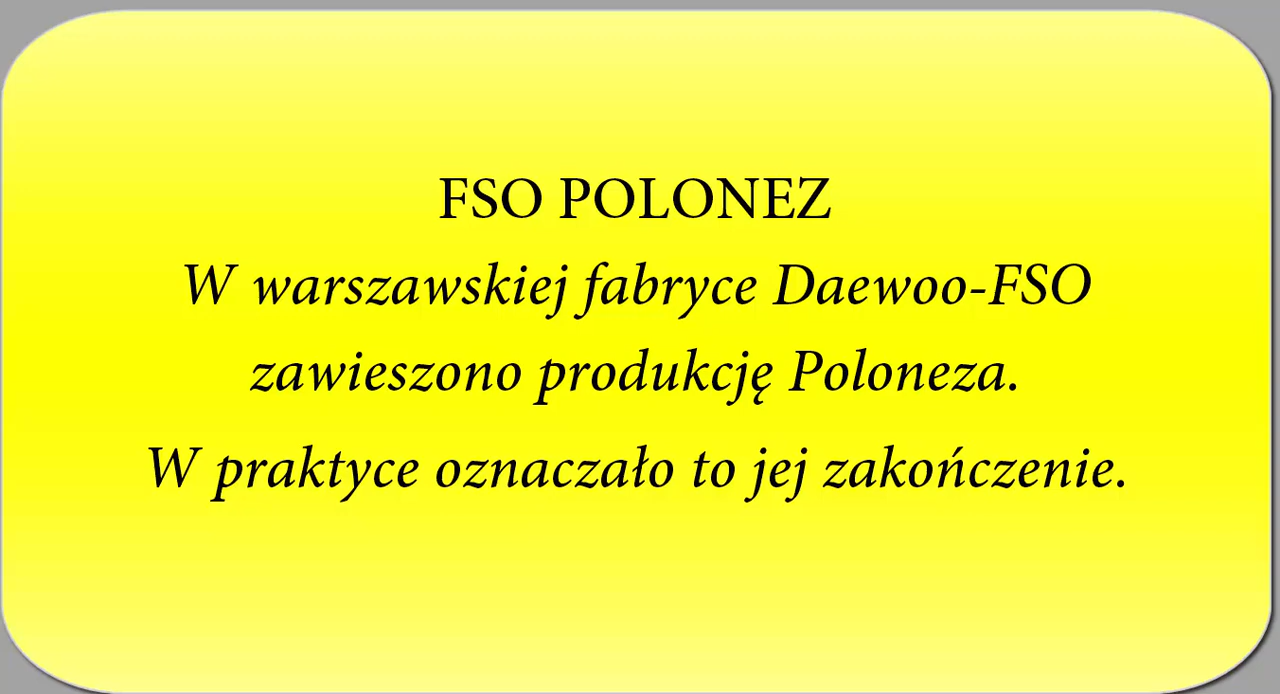 FSO POLONEZ
W warszawskiej fabryce Daewoo-FSO
zawieszono produkcję Poloneza.
W praktyce oznaczało to jej zakończenie.